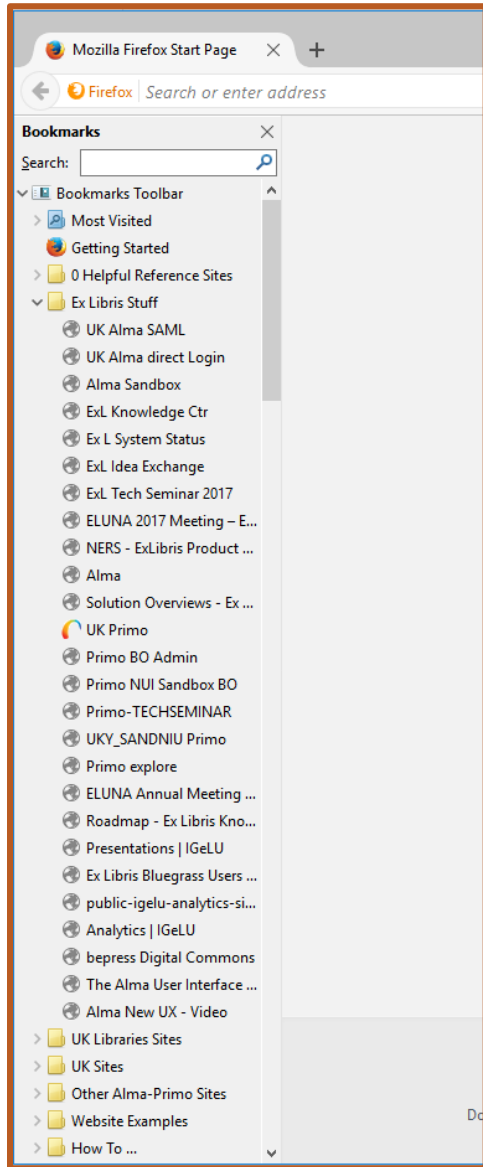 Mozilla Firefox Start Page
Firefox Search or enter address
Bookmarks
Search:
Bookmarks Toolbar
Most Visited
Getting Started
0 Helpful Reference Sites
Ex Libris Stuff
UK Alma SAML
UK Alma direct Login
Alma Sandbox
ExL Knowledge Ctr
Ex L System Status
ExL Idea Exchange
ExL Tech Seminar 2017
ELUNA 2017 Meeting – E...
NERS - ExLibris Product ...
Alma
Solution Overviews - Ex ...
UK Primo
Primo BO Admin
Primo NUI Sandbox BO
Primo-TECHSEMINAR
UKY_SANDNIU Primo
Primo explore
ELUNA Annual Meeting ...
Roadmap - Ex Libris Kno...
Presentations | IGeLU
Ex Libris Bluegrass Users ...
public-igelu-analytics-si...
Analytics | IGeLU
bepress Digital Commons
The Alma User Interface ...
Alma New UX - Video
UK Libraries Sites
UK Sites
Other Alma-Primo Sites
Website Examples
Do
How To ...